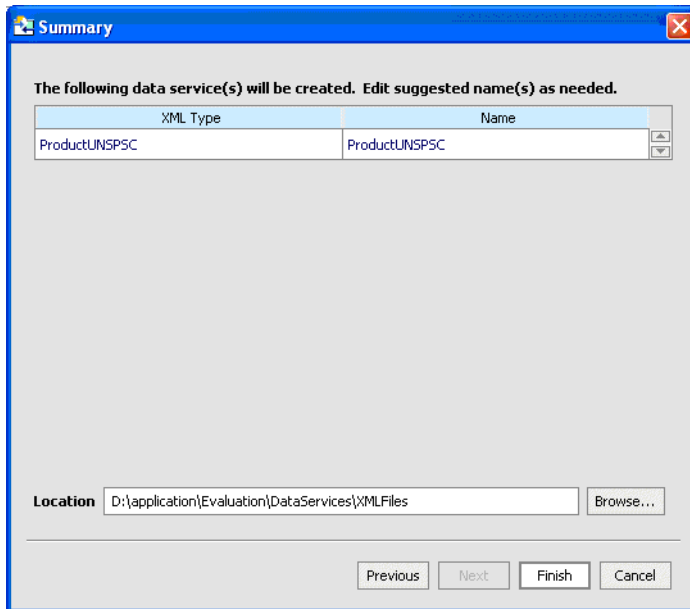 Summary
The following data service(s) will be created. Edit suggested name(s) as needed.
XML Type Name
ProductUNSPSC ProductUNSPSC
Location D:\application\Evaluation\DataServices\XMLFiles Browse...
Previous Next Finish Cancel